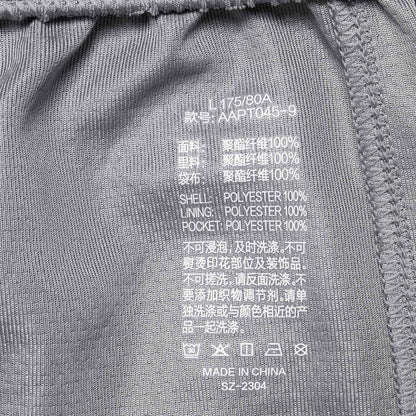 L 175/80A
款号: AAPT045-9
面料: 聚酯纤维100%
里料: 聚酯纤维100%
袋布: 聚酯纤维100%
SHELL: POLYESTER 100%
LINING: POLYESTER 100%
POCKET: POLYESTER 100%
不可浸泡,及时洗涤,不可
熨烫印花部位及装饰品。
不可搓洗,请反面洗涤,不
要添加织物调节剂,请单
独洗涤或与颜色相近的产
品一起洗涤。
30
MADE IN CHINA
SZ-2304